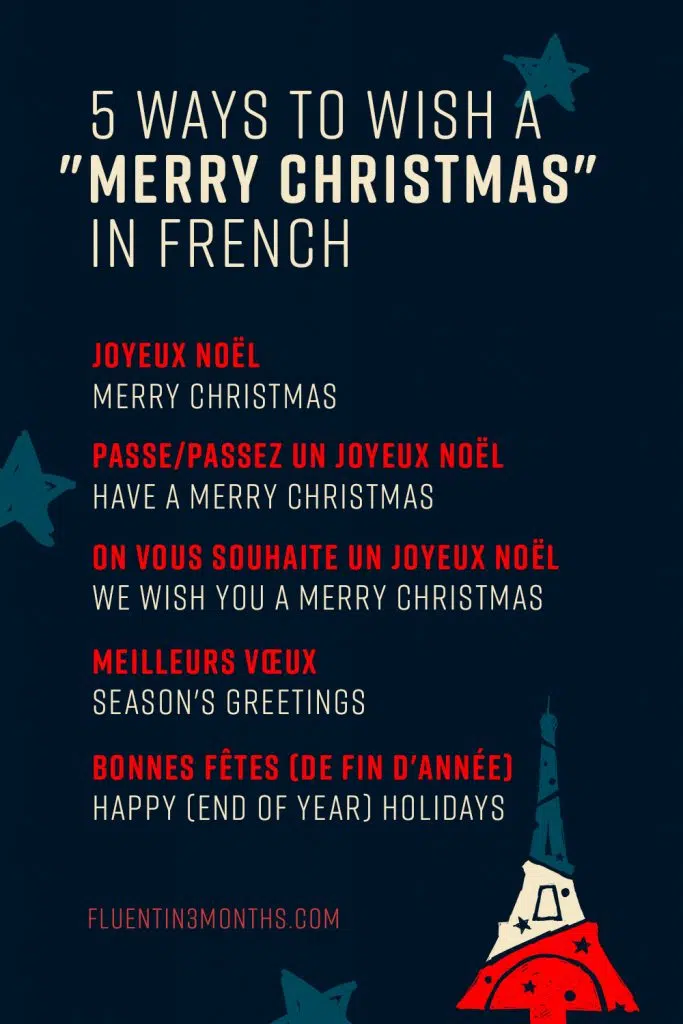 5 WAYS TO WISH A
"MERRY CHRISTMAS"
IN FRENCH
JOYEUX NOËL
MERRY CHRISTMAS
PASSE/PASSEZ UN JOYEUX NOËL
HAVE A MERRY CHRISTMAS
ON VOUS SOUHAITE UN JOYEUX NOËL
WE WISH YOU A MERRY CHRISTMAS
MEILLEURS VŒUX
SEASON'S GREETINGS
BONNES FÊTES (DE FIN D'ANNÉE)
HAPPY (END OF YEAR) HOLIDAYS
FLUENTIN3MONTHS.COM